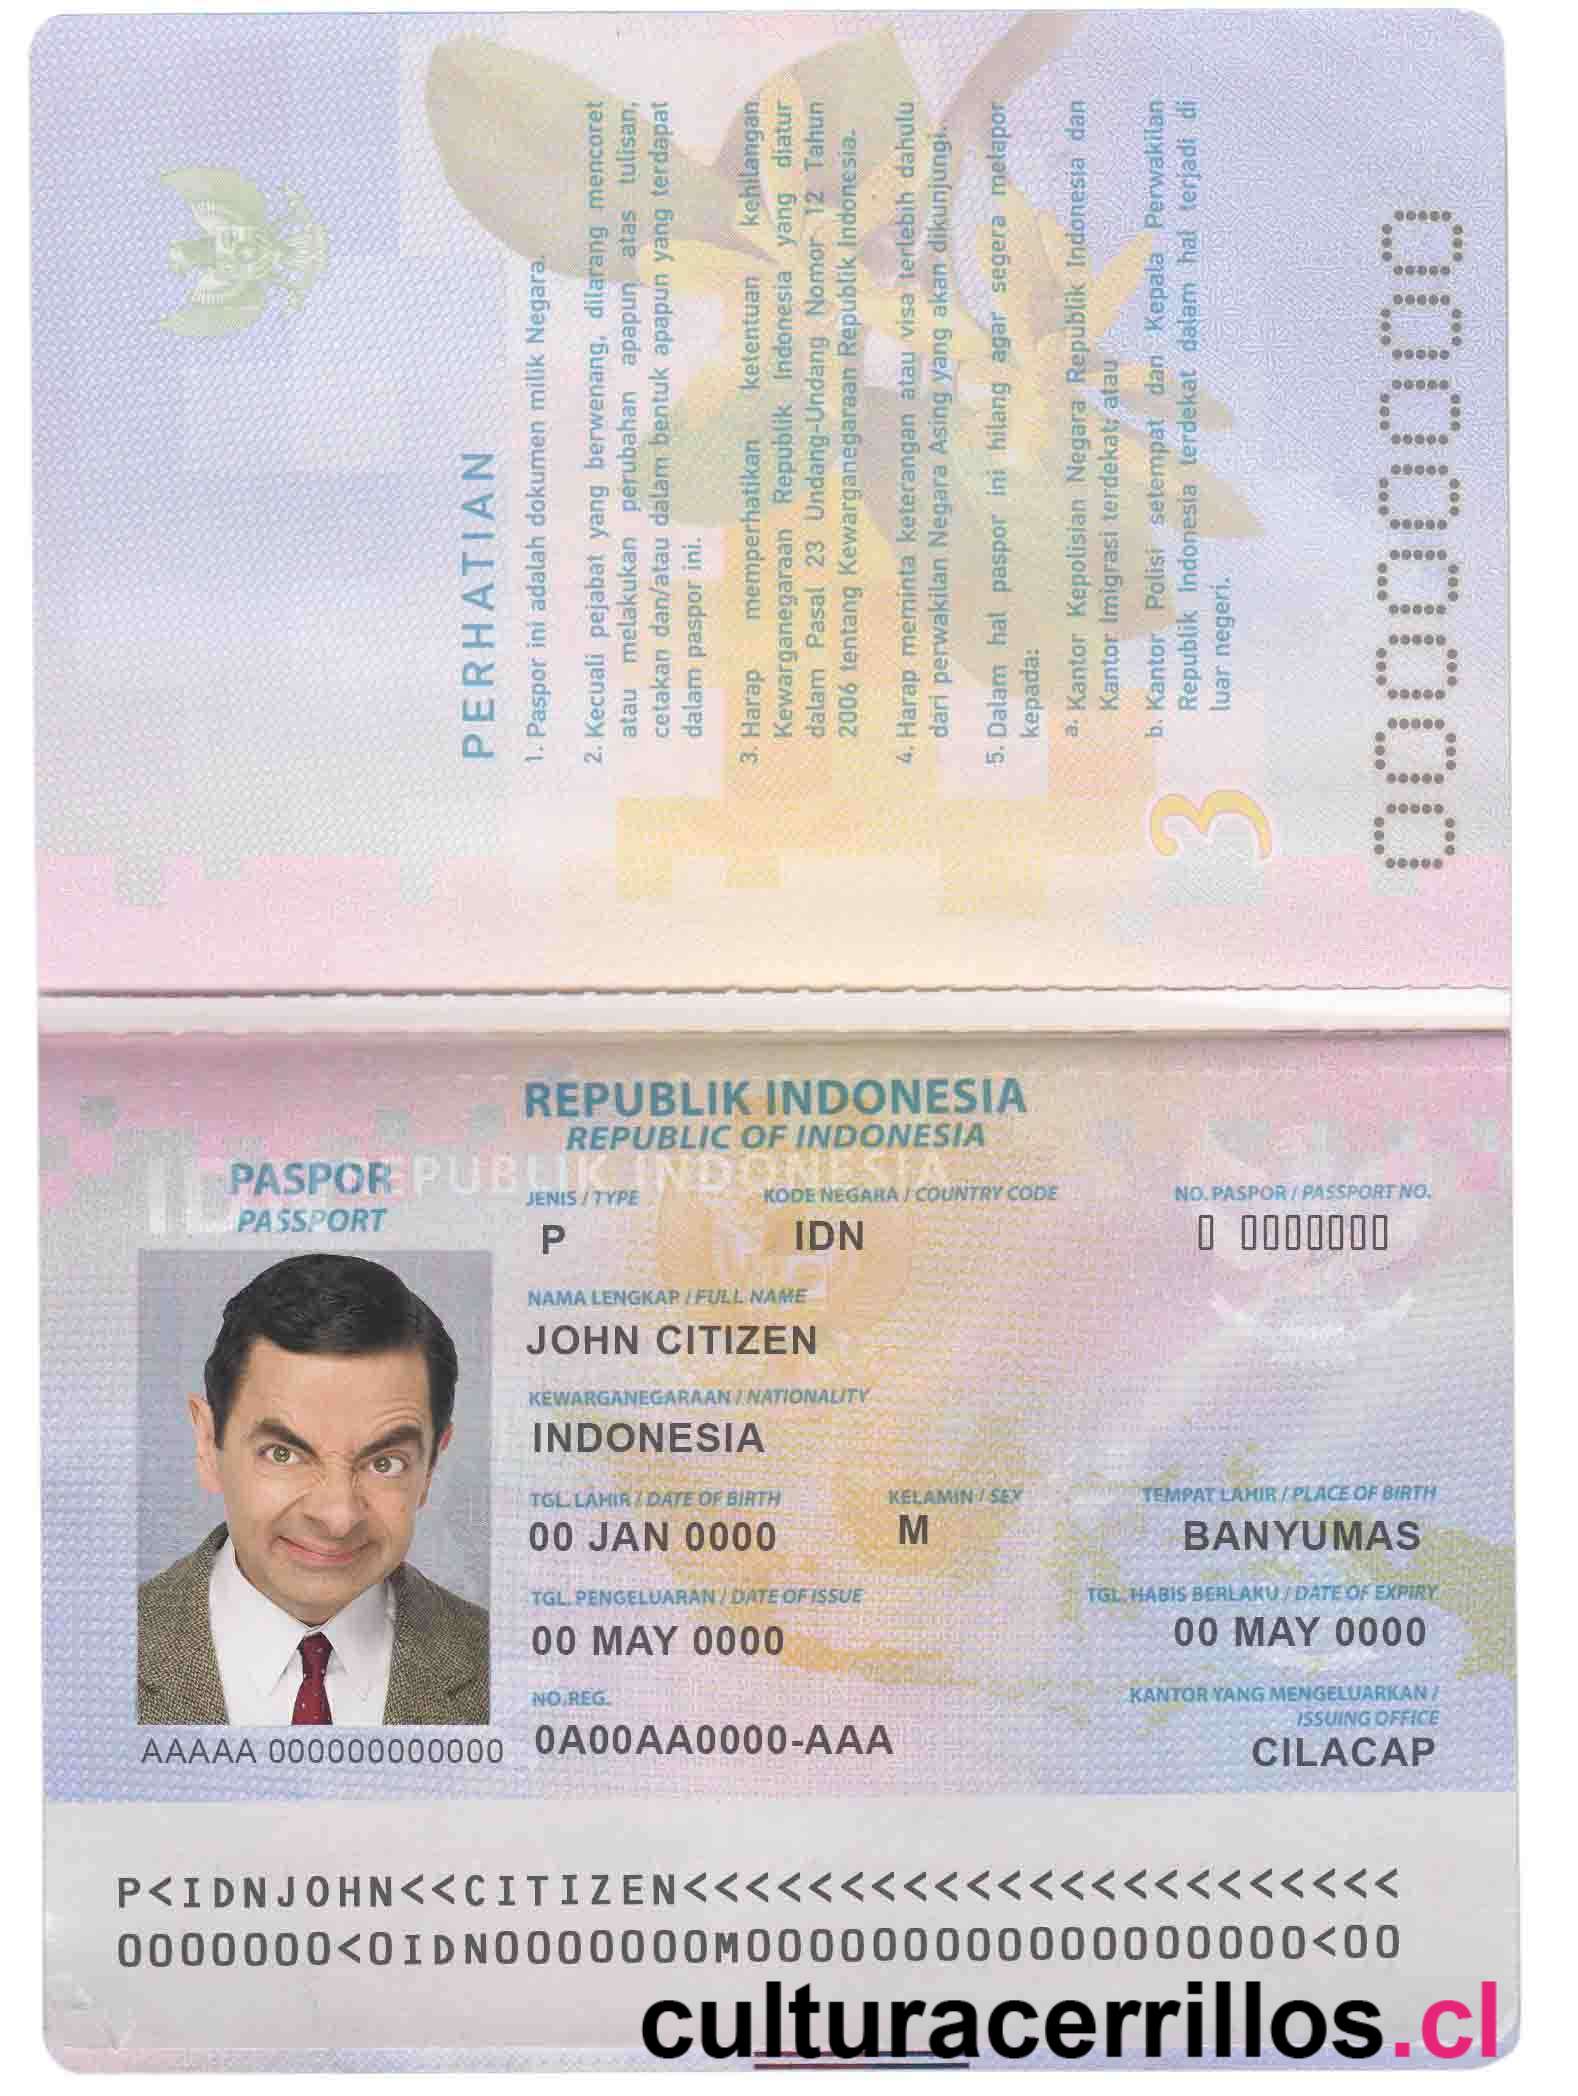 PERHATIAN
1. Paspor ini adalah dokumen milik Negara.
2. Kecuali pejabat yang berwenang, dilarang mencoret
atau melakukan perubahan apapun atas tulisan,
cetakan dan/atau dalam bentuk apapun yang terdapat
dalam paspor ini.
3. Harap memperhatikan ketentuan kehilangan
Kewarganegaraan Republik Indonesia yang diatur
dalam Pasal 23 Undang-Undang Nomor 12 Tahun
2006 tentang Kewarganegaraan Republik Indonesia.
4. Harap meminta keterangan atau visa terlebih dahulu
dari perwakilan Negara Asing yang akan dikunjungi.
5. Dalam hal paspor ini hilang agar segera melapor
kepada:
a. Kantor Kepolisian Negara Republik Indonesia dan
Kantor Imigrasi terdekat; atau
b. Kantor Polisi setempat dan Kepala Perwakilan
Republik Indonesia terdekat dalam hal terjadi di
luar negeri.
3
REPUBLIK INDONESIA
REPUBLIC OF INDONESIA
ID REPUBLIK INDONESIA
PASPOR
PASSPORT
JENIS / TYPE KODE NEGARA / COUNTRY CODE NO. PASPOR / PASSPORT NO.
P IDN
NAMA LENGKAP / FULL NAME
JOHN CITIZEN
KEWARGANEGARAAN / NATIONALITY
INDONESIA
TGL. LAHIR / DATE OF BIRTH KELAMIN / SEX TEMPAT LAHIR / PLACE OF BIRTH
00 JAN 0000 M BANYUMAS
TGL. PENGELUARAN / DATE OF ISSUE TGL. HABIS BERLAKU / DATE OF EXPIRY
00 MAY 0000 00 MAY 0000
NO. REG. KANTOR YANG MENGELUARKAN /
ISSUING OFFICE
0A00AA0000-AAA CILACAP
AAAAA 000000000000
P<IDNJOHN<<CITIZEN<<<<<<<<<<<<<<<<<<<<<<<
0000000<0IDN0000000M000000000000000000<00
culturacerrillos.cl